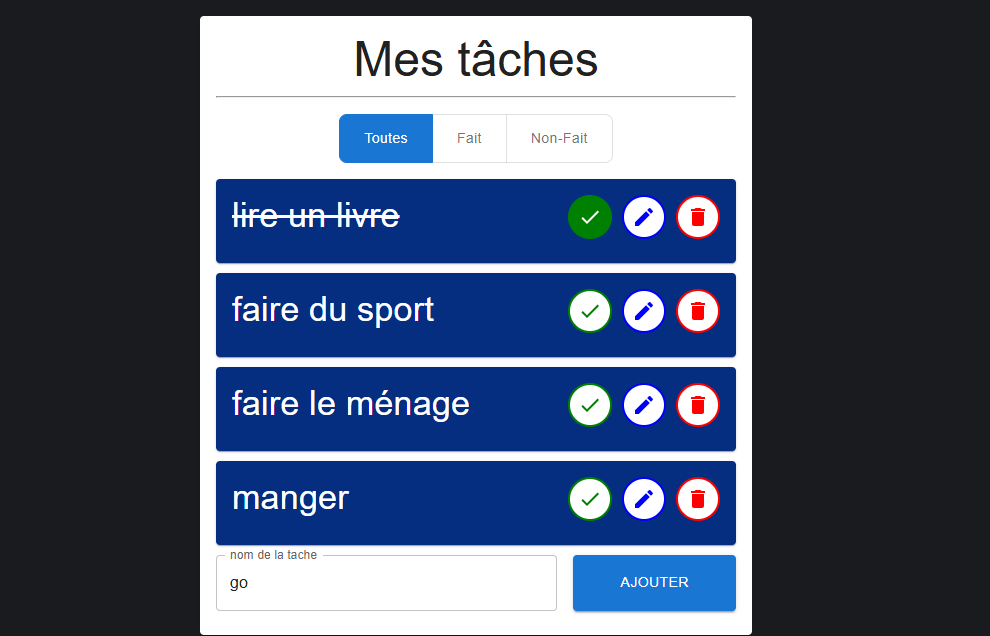 Mes tâches
Toutes Fait Non-Fait
lire un livre
faire du sport
faire le ménage
manger
nom de la tache
go AJOUTER